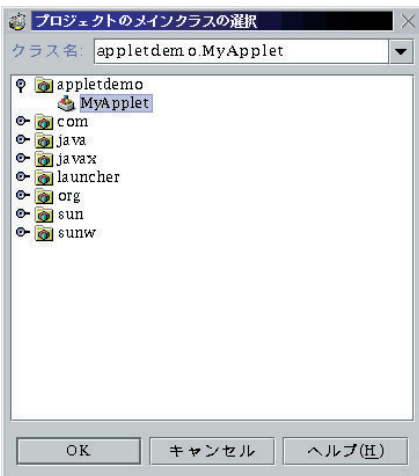 プロジェクトのメインクラスの選択
クラス名: appletdemo.MyApplet
appletdemo
MyApplet
com
java
javax
launcher
org
sun
sunw
OK キャンセル ヘルプ(H)